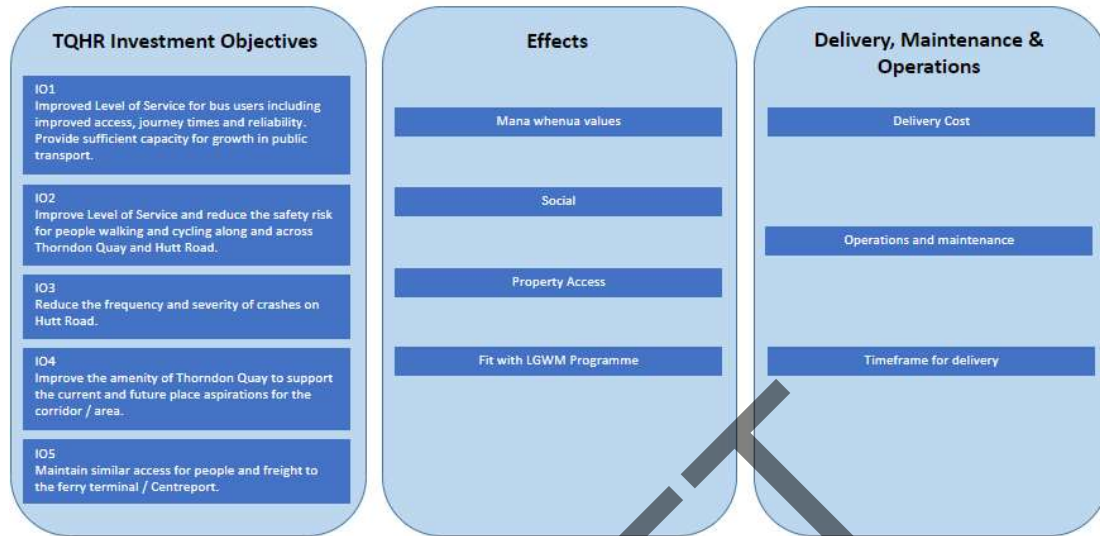 TQHR Investment Objectives
IO1
Improved Level of Service for bus users including
improved access, journey times and reliability.
Provide sufficient capacity for growth in public
transport.
IO2
Improve Level of Service and reduce the safety risk
for people walking and cycling along and across
Thorndon Quay and Hutt Road.
IO3
Reduce the frequency and severity of crashes on
Hutt Road.
IO4
Improve the amenity of Thorndon Quay to support
the current and future place aspirations for the
corridor / area.
IO5
Maintain similar access for people and freight to
the ferry terminal / Centreport.
Effects
Mana whenua values
Social
Property Access
Fit with LGWM Programme
Delivery, Maintenance &
Operations
Delivery Cost
Operations and maintenance
Timeframe for delivery